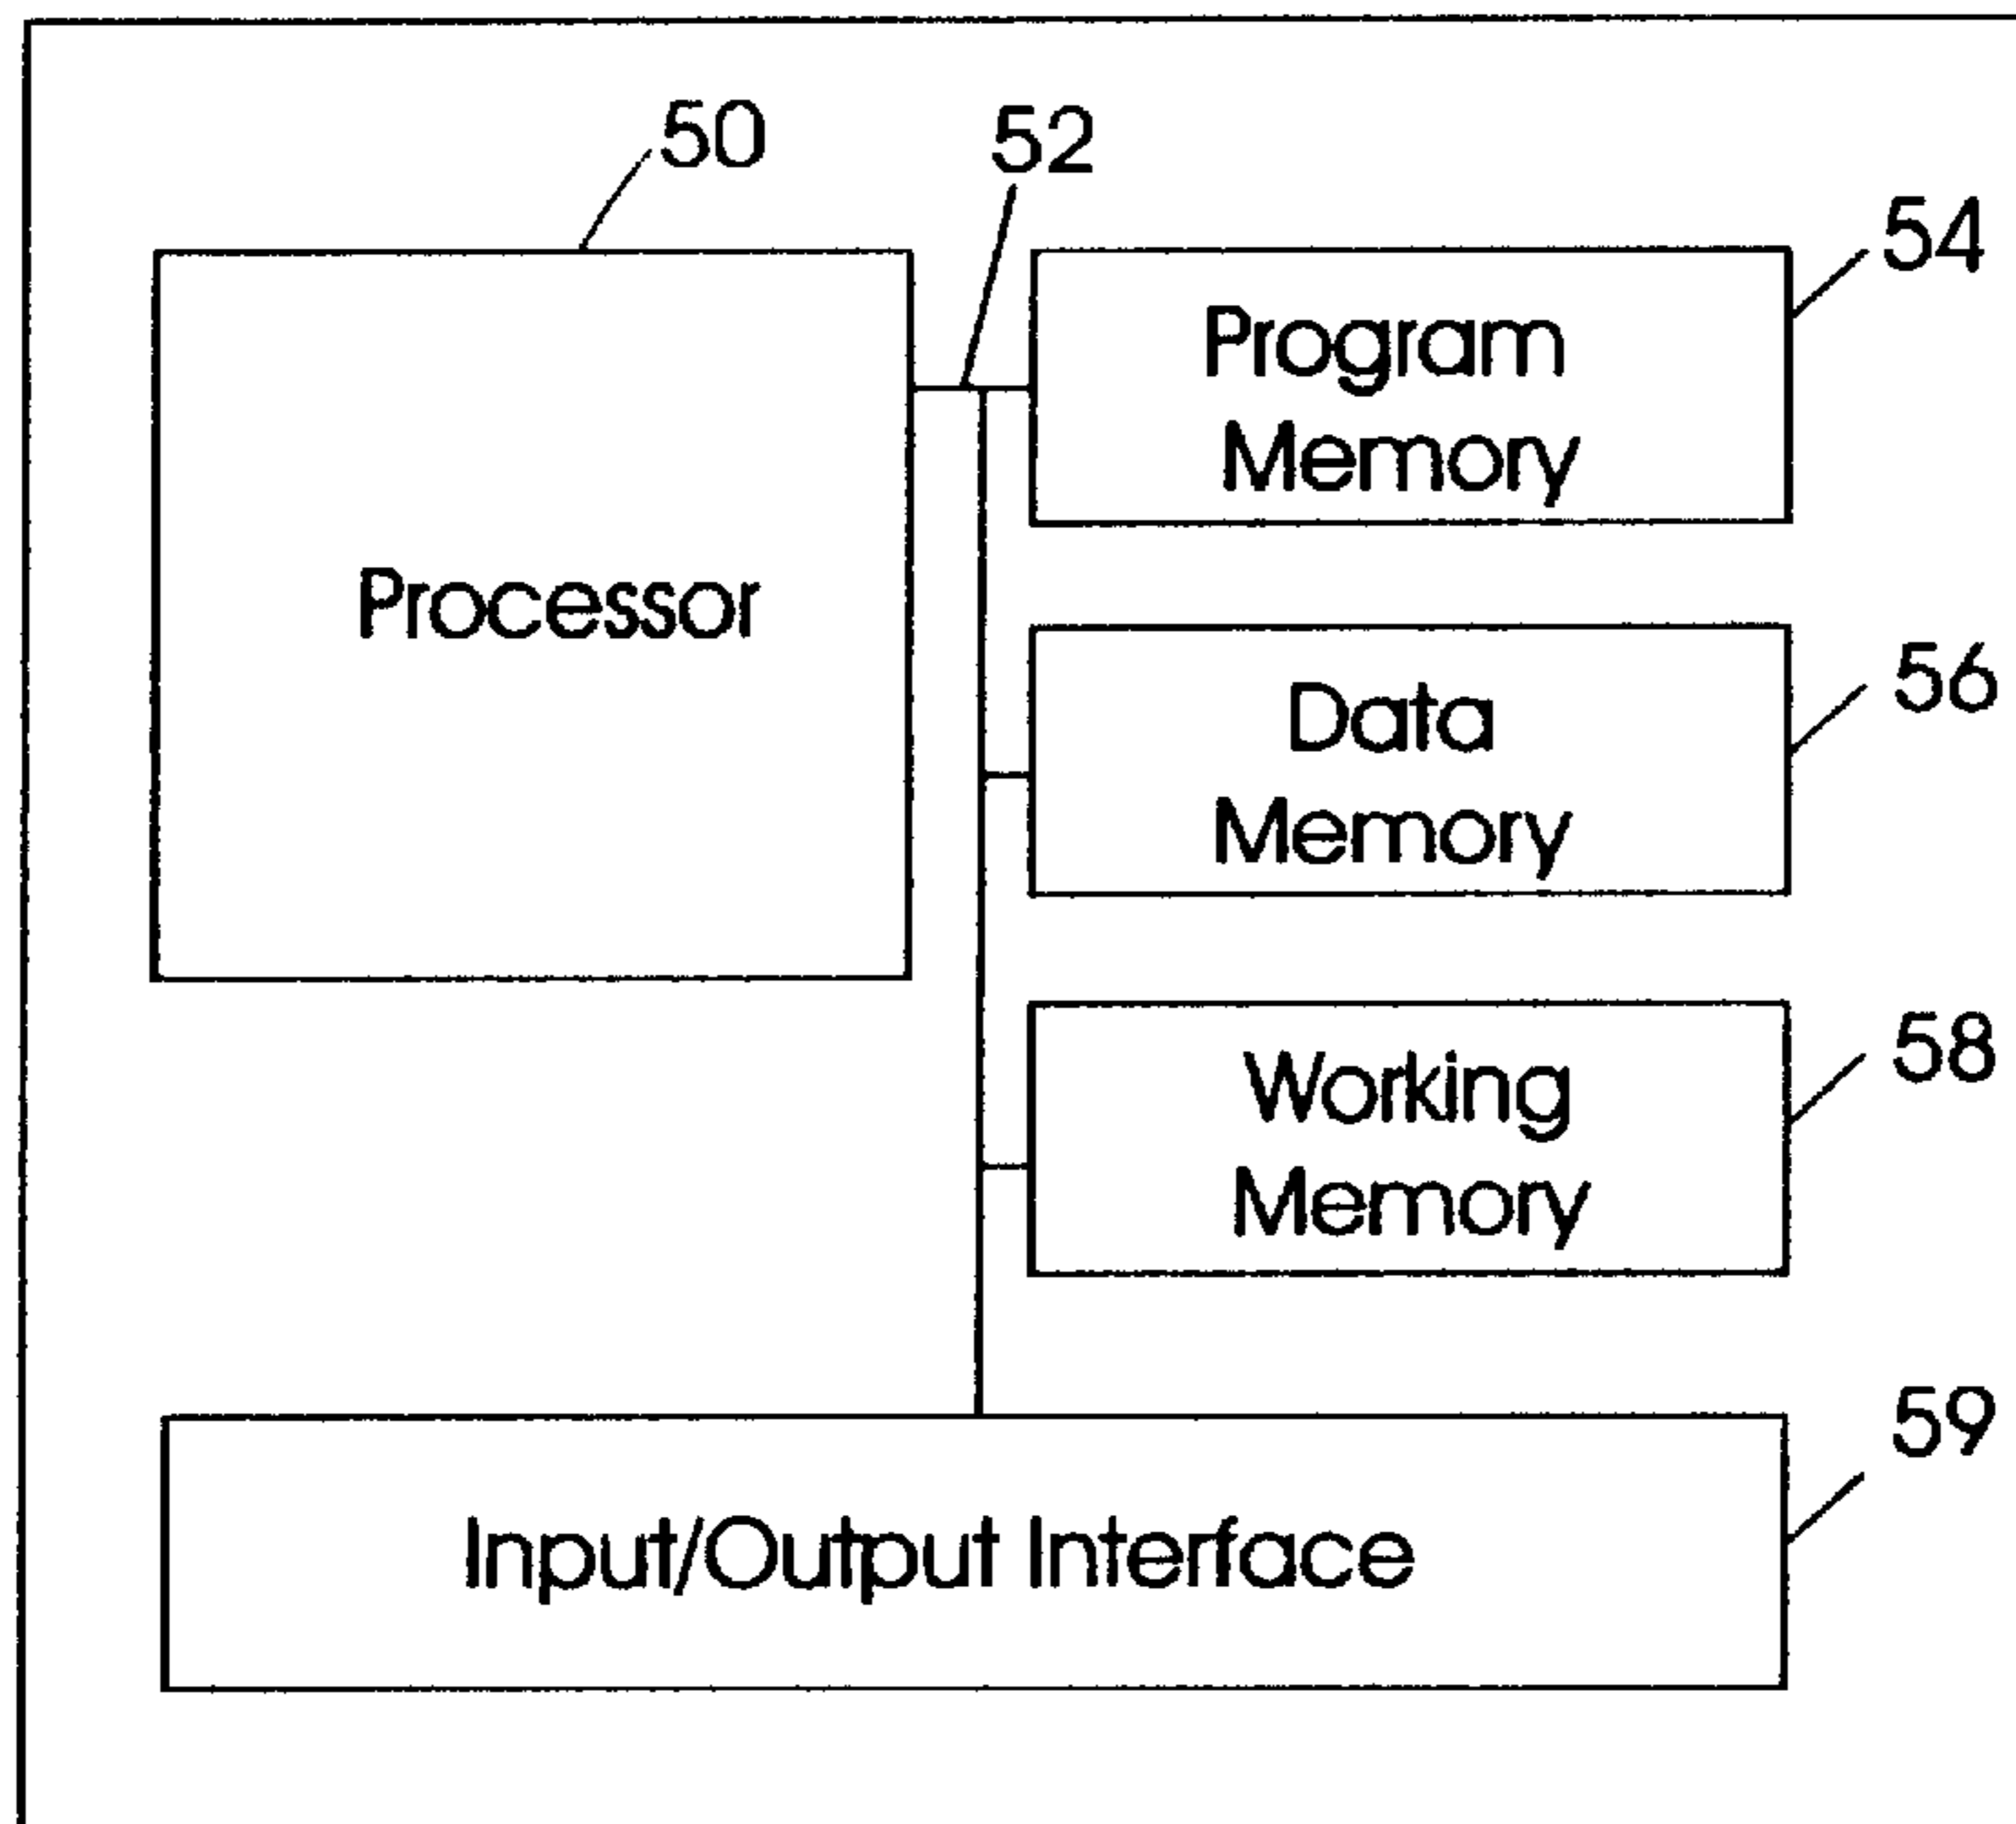 50
52
54
Program
Memory
Processor
56
Data
Memory
58
Working
Memory
59
Input/Output Interface